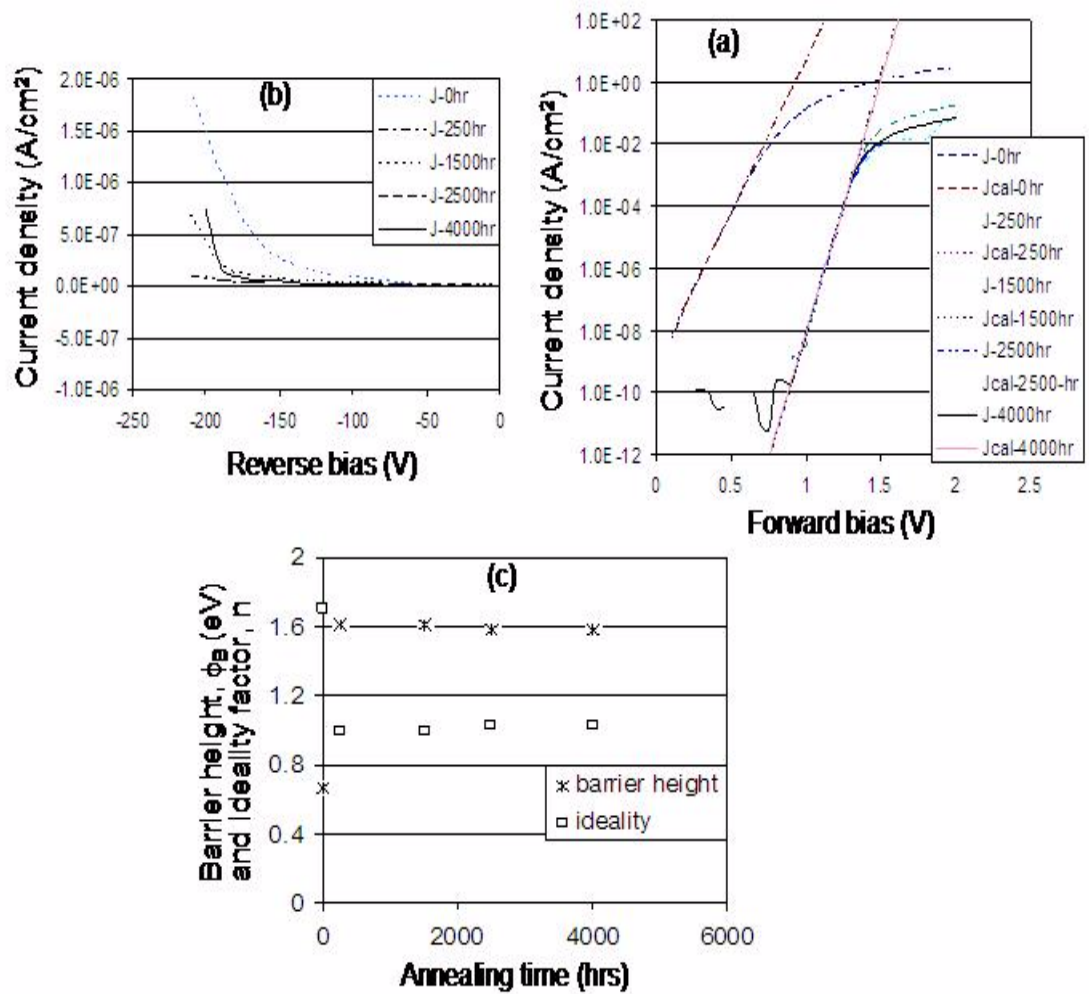 (b)
Current density (A/cm²)
2.0E-06
1.5E-06
1.0E-06
5.0E-07
0.0E+00
-5.0E-07
-1.0E-06
-250
-200
-150
-100
-50
0
Reverse bias (V)
J-0hr
J-250hr
J-1500hr
J-2500hr
J-4000hr
(a)
Current density (A/cm²)
1.0E+02
1.0E+00
1.0E-02
1.0E-04
1.0E-06
1.0E-08
1.0E-10
1.0E-12
0
0.5
1
1.5
2
2.5
Forward bias (V)
J-0hr
Jcal-0hr
J-250hr
Jcal-250hr
J-1500hr
Jcal-1500hr
J-2500hr
Jcal-2500-hr
J-4000hr
Jcal-4000hr
(c)
Barrier height, ϕB (eV)
and ideality factor, n
2
1.6
1.2
0.8
0.4
0
0
2000
4000
6000
Annealing time (hrs)
barrier height
ideality